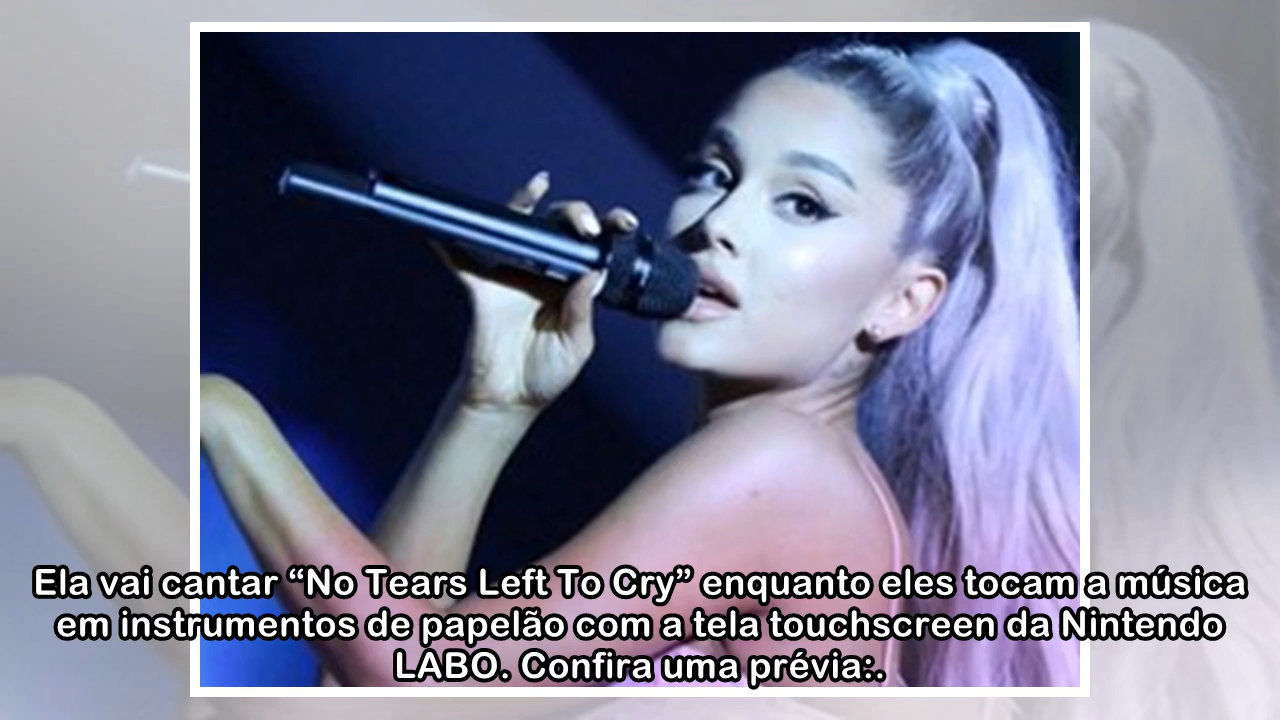 Ela vai cantar “No Tears Left To Cry” enquanto eles tocam a música
em instrumentos de papelão com a tela touchscreen da Nintendo
LABO. Confira uma prévia:.